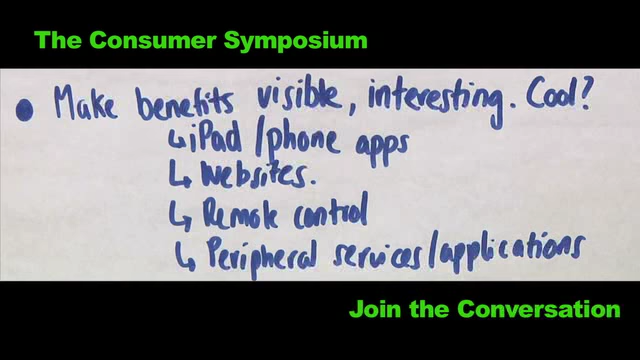 The Consumer Symposium
• Make benefits visible, interesting. Cool?
↳ iPad/phone apps
↳ Websites.
↳ Remote control
↳ Peripheral services/applications
Join the Conversation